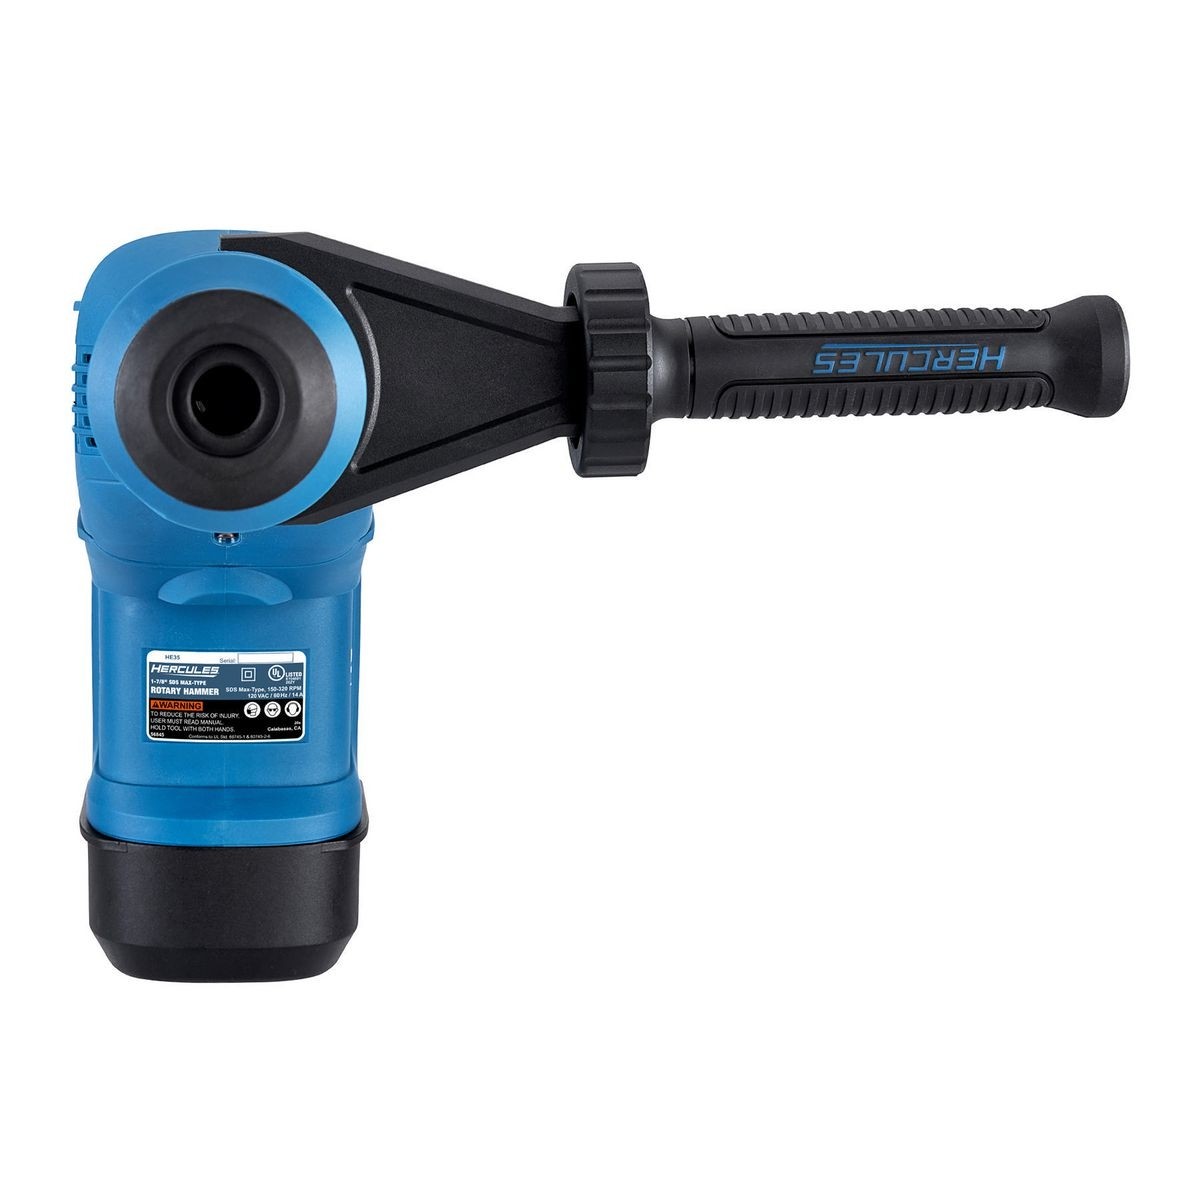 HERCULES
HE35
Serial:
HERCULES
1-7/8" SDS MAX-TYPE
ROTARY HAMMER
UL LISTED
SDS Max-Type, 150-320 RPM
120 VAC / 60 Hz / 14 A
WARNING
TO REDUCE THE RISK OF INJURY,
USER MUST READ MANUAL.
HOLD TOOL WITH BOTH HANDS.
56845
Calabasas, CA
Conforms to UL Std. 60745-1 & 60745-2-6